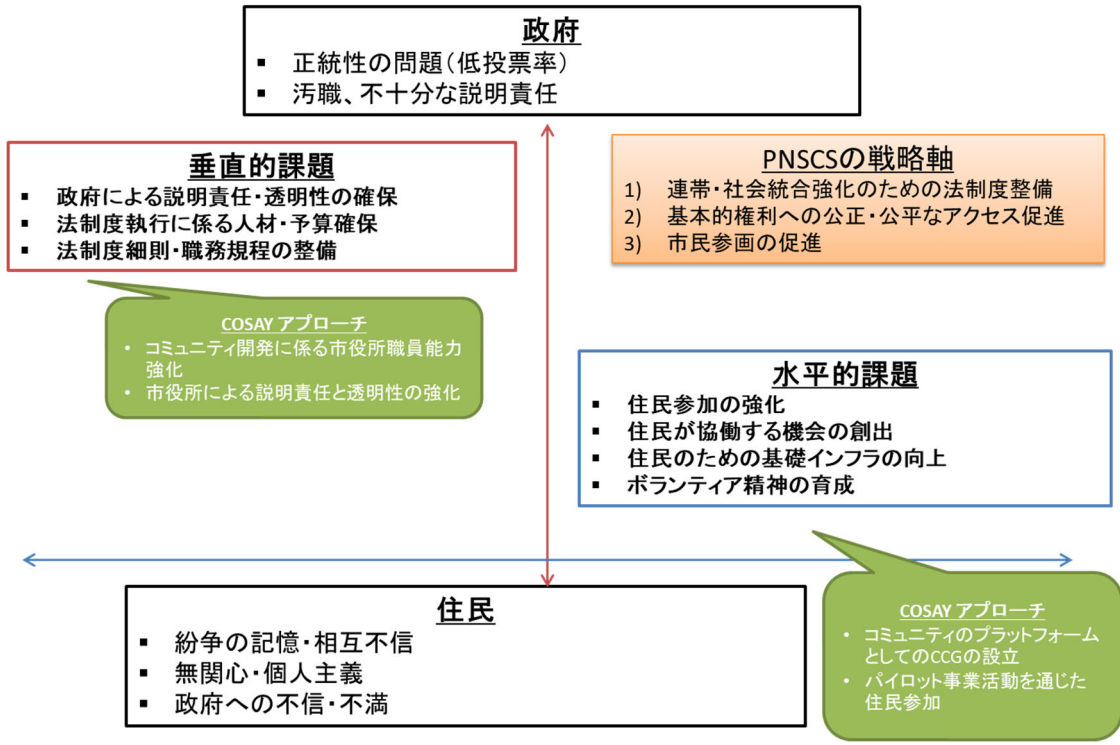 政府
▪ 正統性の問題（低投票率）
▪ 汚職、不十分な説明責任
垂直的課題
▪ 政府による説明責任・透明性の確保
▪ 法制度執行に係る人材・予算確保
▪ 法制度細則・職務規程の整備
PNSCSの戦略軸
1) 連帯・社会統合強化のための法制度整備
2) 基本的権利への公正・公平なアクセス促進
3) 市民参画の促進
COSAY アプローチ
• コミュニティ開発に係る市役所職員能力
強化
• 市役所による説明責任と透明性の強化
水平的課題
▪ 住民参加の強化
▪ 住民が協働する機会の創出
▪ 住民のための基礎インフラの向上
▪ ボランティア精神の育成
住民
▪ 紛争の記憶・相互不信
▪ 無関心・個人主義
▪ 政府への不信・不満
COSAY アプローチ
• コミュニティのプラットフォーム
としてのCCGの設立
• パイロット事業活動を通じた
住民参加